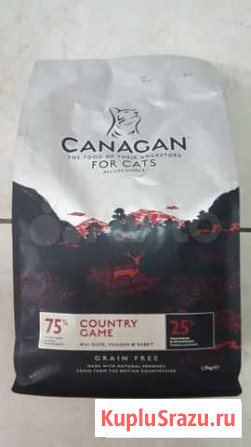 CANAGAN
THE FOOD OF THEIR ANCESTORS
FOR CATS
ALL LIFE STAGES
75%
COUNTRY
GAME
WITH DUCK, VENISON & RABBIT
25%
GRAIN FREE
MADE WITH NATURAL PRODUCE
FRESH FROM THE BRITISH COUNTRYSIDE
KupluSrazu.ru